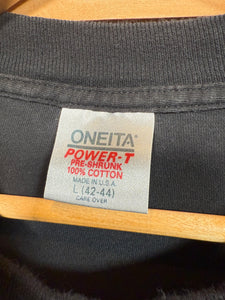 ONEITA®
POWER-T
PRE-SHRUNK
100% COTTON
MADE IN U.S.A.
L (42-44)
CARE OVER